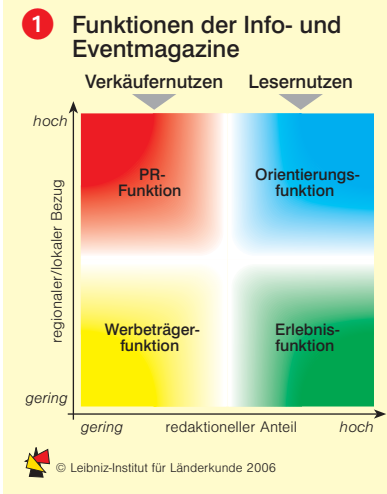 1 Funktionen der Info- und
Eventmagazine
Verkäufernutzen Lesernutzen
hoch
regionaler/lokaler Bezug
PR-
Funktion
Orientierungs-
funktion
Werbeträger-
funktion
Erlebnis-
funktion
gering
gering redaktioneller Anteil hoch
© Leibniz-Institut für Länderkunde 2006